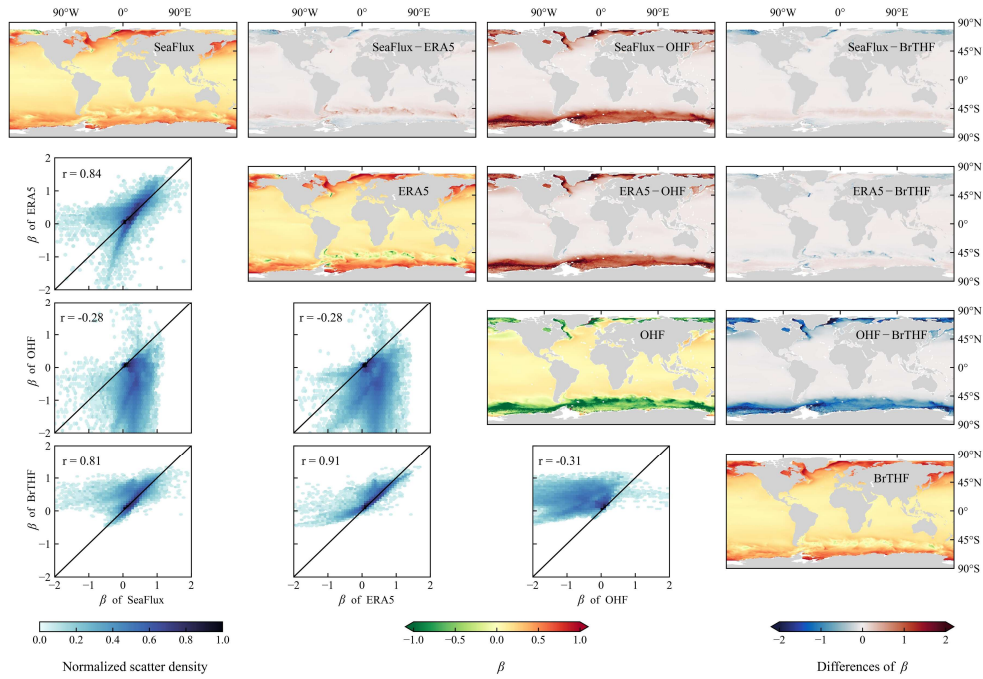 90°W 0° 90°E 90°W 0° 90°E 90°W 0° 90°E 90°W 0° 90°E
90°N
SeaFlux SeaFlux − ERA5 SeaFlux − OHF SeaFlux − BrTHF
45°N
0°
45°S
90°S
2
r = 0.84
1
0
−1
−2
β of ERA5
ERA5 ERA5 − OHF ERA5 − BrTHF
90°N
45°N
0°
45°S
90°S
2
r = -0.28 r = -0.28
1
0
−1
−2
β of OHF
OHF OHF − BrTHF
90°N
45°N
0°
45°S
90°S
2
r = 0.81 r = 0.91 r = -0.31
1
0
−1
−2
β of BrTHF
BrTHF
90°N
45°N
0°
45°S
90°S
−2 −1 0 1 2 −2 −1 0 1 2 −2 −1 0 1 2
β of SeaFlux β of ERA5 β of OHF
0.0 0.2 0.4 0.6 0.8 1.0
Normalized scatter density
−1.0 −0.5 0.0 0.5 1.0
β
−2 −1 0 1 2
Differences of β